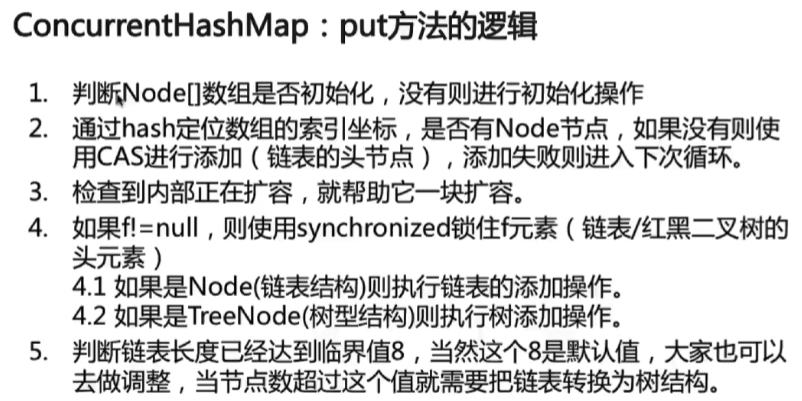 ConcurrentHashMap：put方法的逻辑
1. 判断Node[]数组是否初始化，没有则进行初始化操作
2. 通过hash定位数组的索引坐标，是否有Node节点，如果没有则使
用CAS进行添加（链表的头节点），添加失败则进入下次循环。
3. 检查到内部正在扩容，就帮助它一块扩容。
4. 如果f!=null，则使用synchronized锁住f元素（链表/红黑二叉树的
头元素）
4.1 如果是Node(链表结构)则执行链表的添加操作。
4.2 如果是TreeNode(树型结构)则执行树添加操作。
5. 判断链表长度已经达到临界值8，当然这个8是默认值，大家也可以
去做调整，当节点数超过这个值就需要把链表转换为树结构。